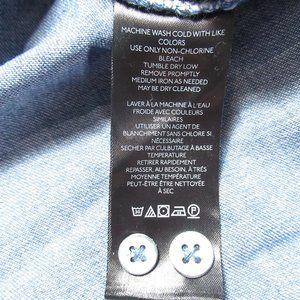 MACHINE WASH COLD WITH LIKE
COLORS
USE ONLY NON-CHLORINE
BLEACH
TUMBLE DRY LOW
REMOVE PROMPTLY
MEDIUM IRON AS NEEDED
MAY BE DRY CLEANED
LAVER À LA MACHINE À L'EAU
FROIDE AVEC COULEURS
SIMILAIRES
UTILISER UN AGENT DE
BLANCHIMENT SANS CHLORE SI
NÉCESSAIRE
SECHER PAR CULBUTAGE À BASSE
TEMPÉRATURE
RETIRER RAPIDEMENT
REPASSER, AU BESOIN, À TRÈS
MOYENNE TEMPÉRATURE
PEUT-ÊTRE ÊTRE NETTOYÉE
À SEC